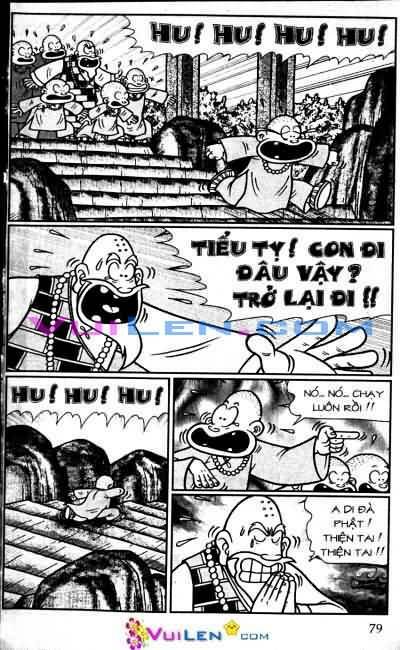 HU! HU! HU! HU!
TIỂU TỴ! CON ĐI
ĐÂU VẬY?
TRỞ LẠI ĐI!!
VUILEN.COM
HU! HU! HU!
NÓ... NÓ... CHẠY
LUÔN RỒI!!
A DI ĐÀ
PHẬT!
THIỆN TAI!
THIỆN TAI!!
79
VUILEN.COM